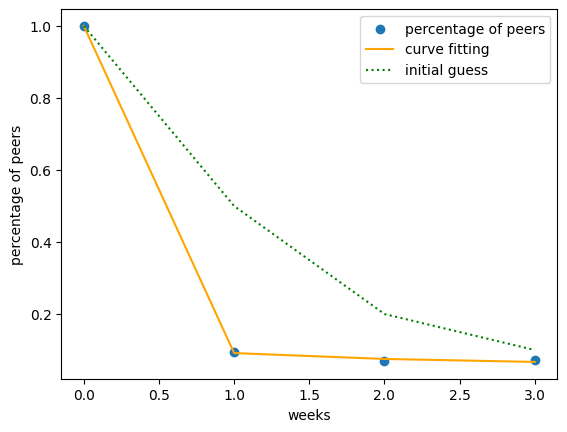 percentage of peers
curve fitting
initial guess
1.0
0.8
0.6
0.4
0.2
percentage of peers
0.0
0.5
1.0
1.5
2.0
2.5
3.0
weeks